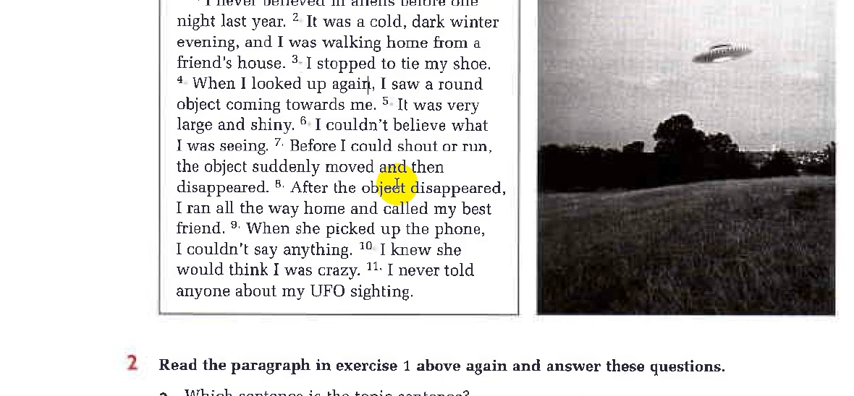 1. I never believed in aliens before one
night last year. 2. It was a cold, dark winter
evening, and I was walking home from a
friend's house. 3. I stopped to tie my shoe.
4. When I looked up again, I saw a round
object coming towards me. 5. It was very
large and shiny. 6. I couldn't believe what
I was seeing. 7. Before I could shout or run,
the object suddenly moved and then
disappeared. 8. After the object disappeared,
I ran all the way home and called my best
friend. 9. When she picked up the phone,
I couldn't say anything. 10. I knew she
would think I was crazy. 11. I never told
anyone about my UFO sighting.
2 Read the paragraph in exercise 1 above again and answer these questions.
a Which sentence is the topic sentence?